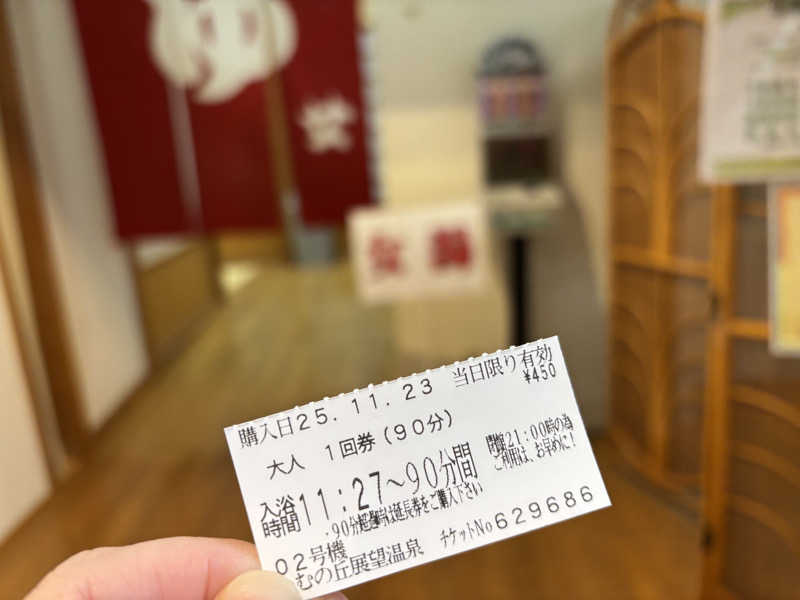 ゆ
女
女 湯
購入日25.11.23 当日限り有効
¥450
大人 1回券(90分)
入浴時間 11:27～90分間
閉館21:00時の為
ご利用は、お早めに!
.90分超過時は延長券をご購入下さい
02号機 チケットNo629686
むの丘展望温泉